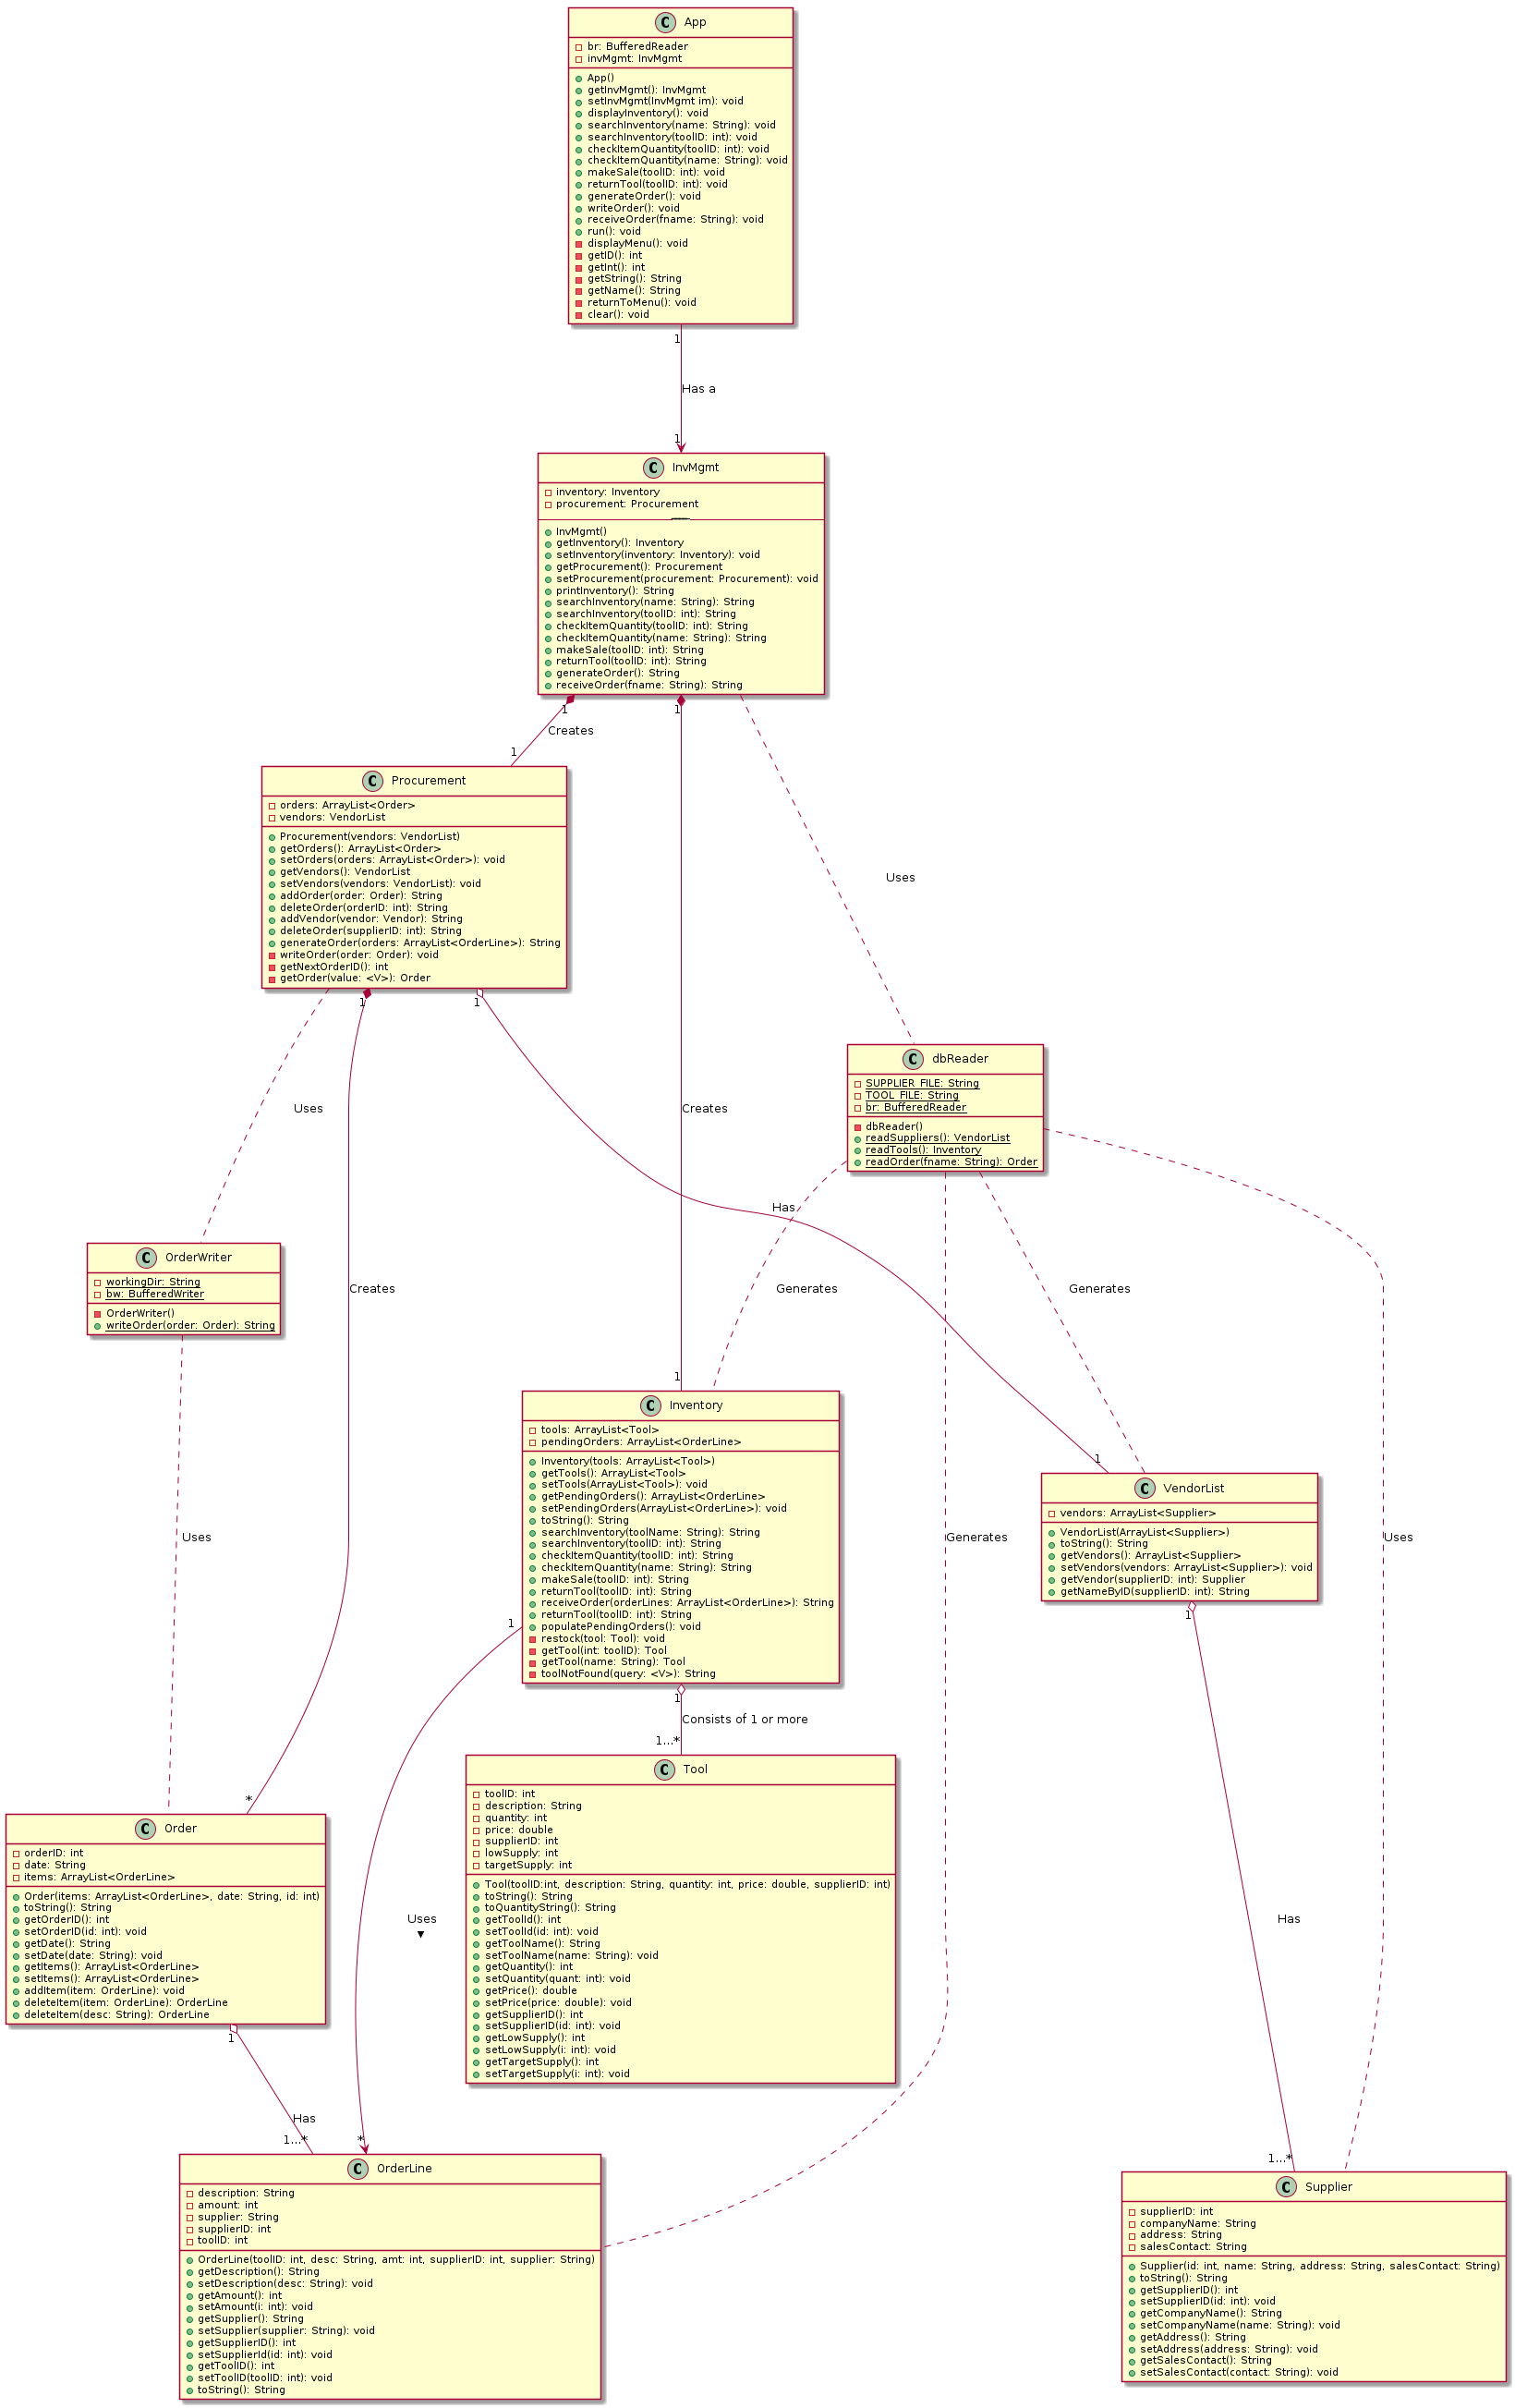 App
br: BufferedReader
invMgmt: InvMgmt
App()
getInvMgmt(): InvMgmt
setInvMgmt(InvMgmt im): void
displayInventory(): void
searchInventory(name: String): void
searchInventory(toolID: int): void
checkItemQuantity(toolID: int): void
checkItemQuantity(name: String): void
makeSale(toolID: int): void
returnTool(toolID: int): void
generateOrder(): void
writeOrder(): void
receiveOrder(fname: String): void
run(): void
displayMenu(): void
getID(): int
getInt(): int
getString(): String
getName(): String
returnToMenu(): void
clear(): void
1
Has a
1
InvMgmt
inventory: Inventory
procurement: Procurement
InvMgmt()
getInventory(): Inventory
setInventory(inventory: Inventory): void
getProcurement(): Procurement
setProcurement(procurement: Procurement): void
printInventory(): String
searchInventory(name: String): String
searchInventory(toolID: int): String
checkItemQuantity(toolID: int): String
checkItemQuantity(name: String): String
makeSale(toolID: int): String
returnTool(toolID: int): String
generateOrder(): String
receiveOrder(fname: String): String
1
1
Creates
1
Procurement
orders: ArrayList<Order>
vendors: VendorList
Procurement(vendors: VendorList)
getOrders(): ArrayList<Order>
setOrders(orders: ArrayList<Order>): void
getVendors(): VendorList
setVendors(vendors: VendorList): void
addOrder(order: Order): String
deleteOrder(orderID: int): String
addVendor(vendor: Vendor): String
deleteOrder(supplierID: int): String
generateOrder(orders: ArrayList<OrderLine>): String
writeOrder(order: Order): void
getNextOrderID(): int
getOrder(value: <V>): Order
Uses
1
1
dbReader
SUPPLIER_FILE: String
TOOL_FILE: String
br: BufferedReader
dbReader()
readSuppliers(): VendorList
readTools(): Inventory
readOrder(fname: String): Order
Uses
Creates
Has
OrderWriter
workingDir: String
bw: BufferedWriter
OrderWriter()
writeOrder(order: Order): String
Creates
Generates
Generates
1
1
Inventory
tools: ArrayList<Tool>
pendingOrders: ArrayList<OrderLine>
Inventory(tools: ArrayList<Tool>)
getTools(): ArrayList<Tool>
setTools(ArrayList<Tool>): void
getPendingOrders(): ArrayList<OrderLine>
setPendingOrders(ArrayList<OrderLine>): void
toString(): String
searchInventory(toolName: String): String
searchInventory(toolID: int): String
checkItemQuantity(toolID: int): String
checkItemQuantity(name: String): String
makeSale(toolID: int): String
returnTool(toolID: int): String
receiveOrder(orderLines: ArrayList<OrderLine>): String
returnTool(toolID: int): String
populatePendingOrders(): void
restock(tool: Tool): void
getTool(int: toolID): Tool
getTool(name: String): Tool
toolNotFound(query: <V>): String
VendorList
vendors: ArrayList<Supplier>
VendorList(ArrayList<Supplier>)
toString(): String
getVendors(): ArrayList<Supplier>
setVendors(vendors: ArrayList<Supplier>): void
getVendor(supplierID: int): Supplier
getNameByID(supplierID: int): String
Uses
Generates
Uses
1
1
1
Consists of 1 or more
1...*
Tool
toolID: int
description: String
quantity: int
price: double
supplierID: int
lowSupply: int
targetSupply: int
Tool(toolID:int, description: String, quantity: int, price: double, supplierID: int)
toString(): String
toQuantityString(): String
getToolId(): int
setToolId(id: int): void
getToolName(): String
setToolName(name: String): void
getQuantity(): int
setQuantity(quant: int): void
getPrice(): double
setPrice(price: double): void
getSupplierID(): int
setSupplierID(id: int): void
getLowSupply(): int
setLowSupply(i: int): void
getTargetSupply(): int
setTargetSupply(i: int): void
*
Order
orderID: int
date: String
items: ArrayList<OrderLine>
Order(items: ArrayList<OrderLine>, date: String, id: int)
toString(): String
getOrderID(): int
setOrderID(id: int): void
getDate(): String
setDate(date: String): void
getItems(): ArrayList<OrderLine>
setItems(): ArrayList<OrderLine>
addItem(item: OrderLine): void
deleteItem(item: OrderLine): OrderLine
deleteItem(desc: String): OrderLine
Uses
Has
1
Has
1...*
*
OrderLine
description: String
amount: int
supplier: String
supplierID: int
toolID: int
OrderLine(toolID: int, desc: String, amt: int, supplierID: int, supplier: String)
getDescription(): String
setDescription(desc: String): void
getAmount(): int
setAmount(i: int): void
getSupplier(): String
setSupplier(supplier: String): void
getSupplierID(): int
setSupplierId(id: int): void
getToolID(): int
setToolID(toolID: int): void
toString(): String
1...*
Supplier
supplierID: int
companyName: String
address: String
salesContact: String
Supplier(id: int, name: String, address: String, salesContact: String)
toString(): String
getSupplierID(): int
setSupplierID(id: int): void
getCompanyName(): String
setCompanyName(name: String): void
getAddress(): String
setAddress(address: String): void
getSalesContact(): String
setSalesContact(contact: String): void